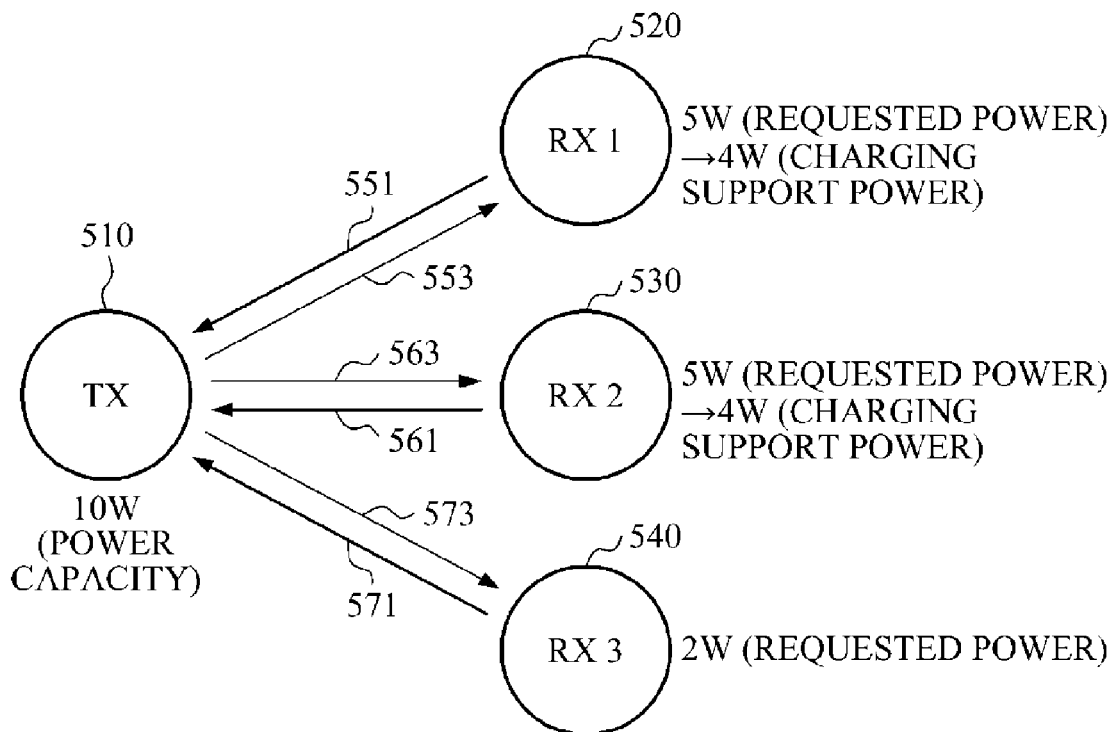 520
RX 1
5W (REQUESTED POWER)
→4W (CHARGING
SUPPORT POWER)
551
553
510
TX
10W
(POWER
CAPACITY)
530
563
RX 2
561
5W (REQUESTED POWER)
→4W (CHARGING
SUPPORT POWER)
573
571
540
RX 3
2W (REQUESTED POWER)